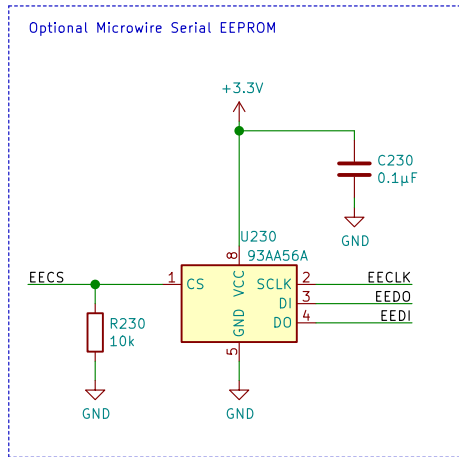 Optional Microwire Serial EEPROM
+3.3V
C230
0.1µF
GND
U230
93AA56A
8
EECS
1
CS
VCC
SCLK
2
EECLK
DI
3
EEDO
GND
DO
4
EEDI
R230
10k
5
GND
GND